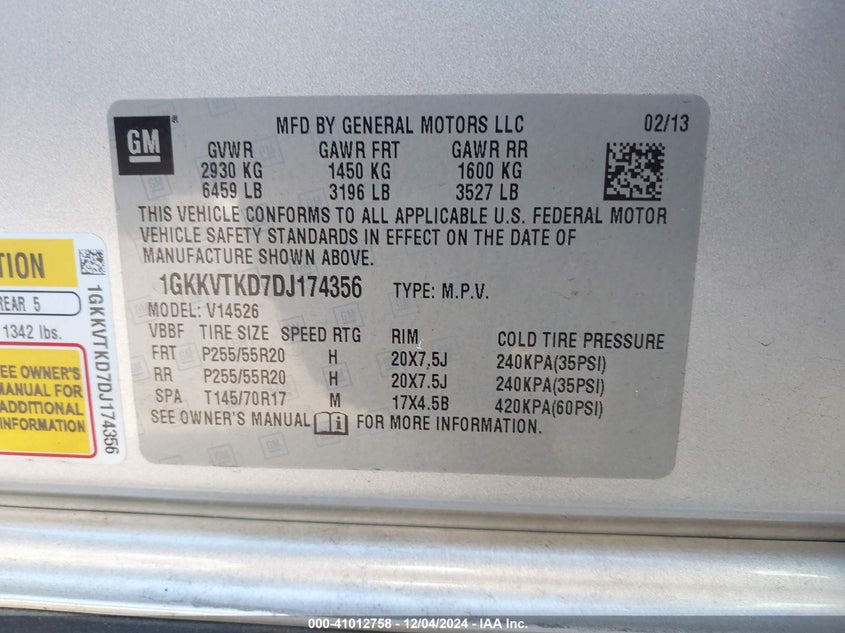 GM
MFD BY GENERAL MOTORS LLC 02/13
GVWR GAWR FRT GAWR RR
2930 KG 1450 KG 1600 KG
6459 LB 3196 LB 3527 LB
THIS VEHICLE CONFORMS TO ALL APPLICABLE U.S. FEDERAL MOTOR
VEHICLE SAFETY STANDARDS IN EFFECT ON THE DATE OF
MANUFACTURE SHOWN ABOVE.
1GKKVTKD7DJ174356 TYPE: M.P.V.
MODEL: V14526
VBBF TIRE SIZE SPEED RTG RIM COLD TIRE PRESSURE
FRT P255/55R20 H 20X7.5J 240KPA(35PSI)
RR P255/55R20 H 20X7.5J 240KPA(35PSI)
SPA T145/70R17 M 17X4.5B 420KPA(60PSI)
SEE OWNER'S MANUAL FOR MORE INFORMATION.
TION
REAR 5
1342 lbs.
EE OWNER'S
MANUAL FOR
ADDITIONAL
INFORMATION
1GKKVTKD7DJ174356
000-41012758 - 12/04/2024 - IAA Inc.